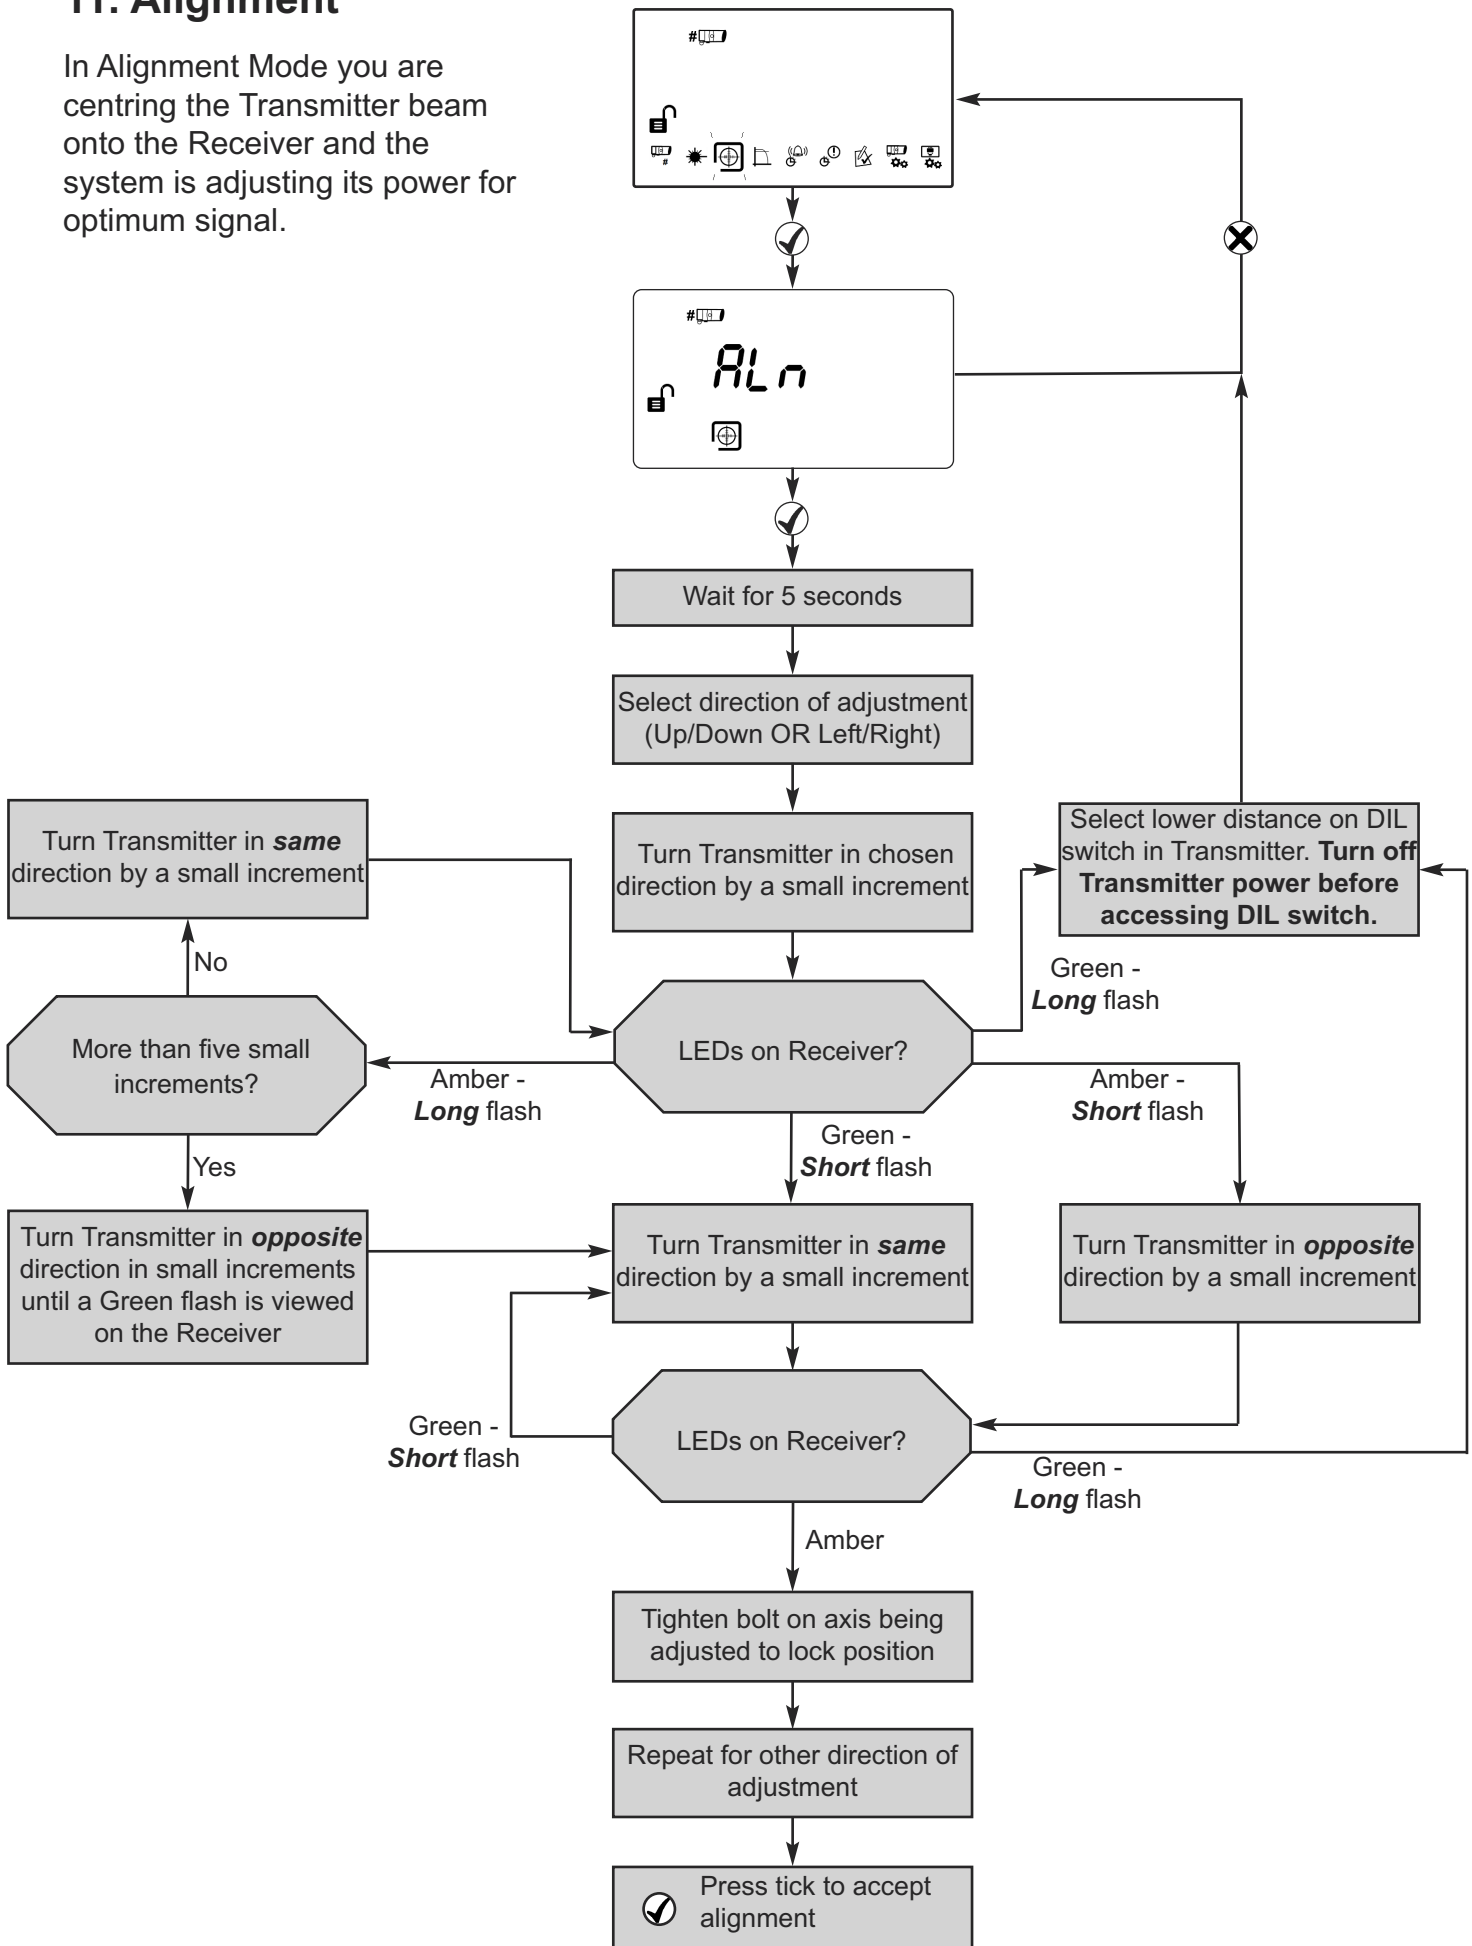 11. Alignment
In Alignment Mode you are
centring the Transmitter beam
onto the Receiver and the
system is adjusting its power for
optimum signal.
#
#
#
ALn
Wait for 5 seconds
Select direction of adjustment
(Up/Down OR Left/Right)
Turn Transmitter in same
direction by a small increment
Turn Transmitter in chosen
direction by a small increment
Select lower distance on DIL
switch in Transmitter. Turn off
Transmitter power before
accessing DIL switch.
No
Green -
Long flash
More than five small
increments?
LEDs on Receiver?
Amber -
Long flash
Amber -
Short flash
Green -
Short flash
Yes
Turn Transmitter in opposite
direction in small increments
until a Green flash is viewed
on the Receiver
Turn Transmitter in same
direction by a small increment
Turn Transmitter in opposite
direction by a small increment
Green -
Short flash
LEDs on Receiver?
Green -
Long flash
Amber
Tighten bolt on axis being
adjusted to lock position
Repeat for other direction of
adjustment
Press tick to accept
alignment